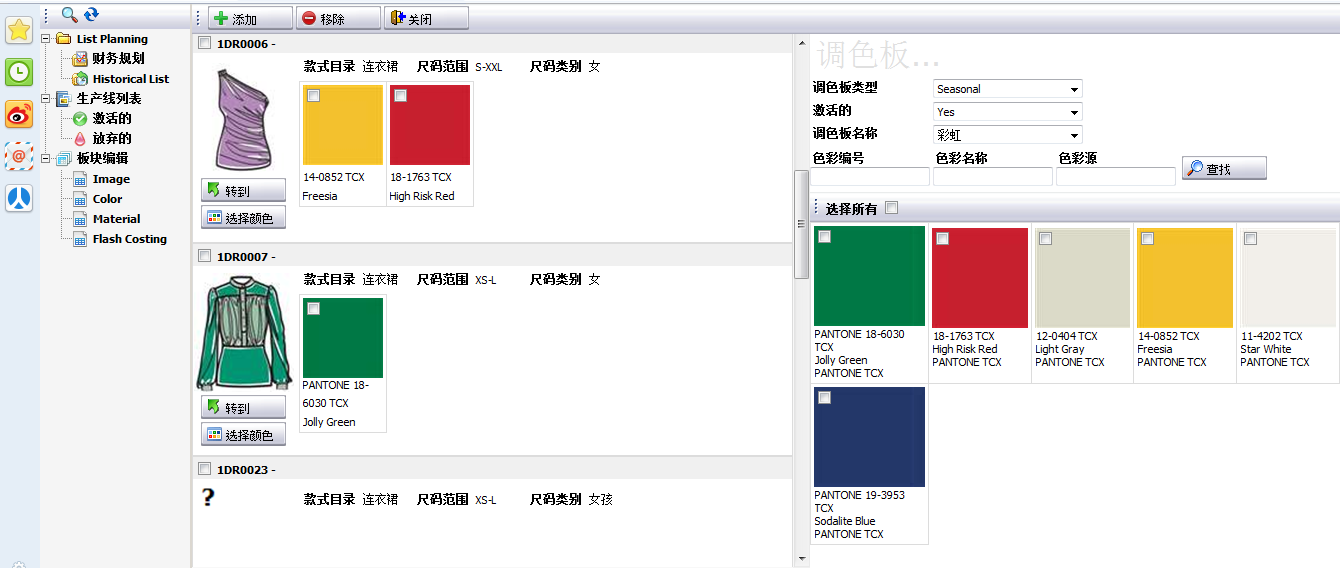 List Planning
财务规划
Historical List
生产线列表
激活的
放弃的
板块编辑
Image
Color
Material
Flash Costing
添加
移除
关闭
1DR0006 -
款式目录 连衣裙 尺码范围 S-XXL 尺码类别 女
14-0852 TCX
Freesia
18-1763 TCX
High Risk Red
转到
选择颜色
1DR0007 -
款式目录 连衣裙 尺码范围 XS-L 尺码类别 女
PANTONE 18-
6030 TCX
Jolly Green
转到
选择颜色
1DR0023 -
?
款式目录 连衣裙 尺码范围 XS-L 尺码类别 女孩
调色板...
调色板类型 Seasonal
激活的 Yes
调色板名称 彩虹
色彩编号 色彩名称 色彩源
查找
选择所有
PANTONE 18-6030
TCX
Jolly Green
PANTONE TCX
18-1763 TCX
High Risk Red
PANTONE TCX
12-0404 TCX
Light Gray
PANTONE TCX
14-0852 TCX
Freesia
PANTONE TCX
11-4202 TCX
Star White
PANTONE TCX
PANTONE 19-3953
TCX
Sodalite Blue
PANTONE TCX